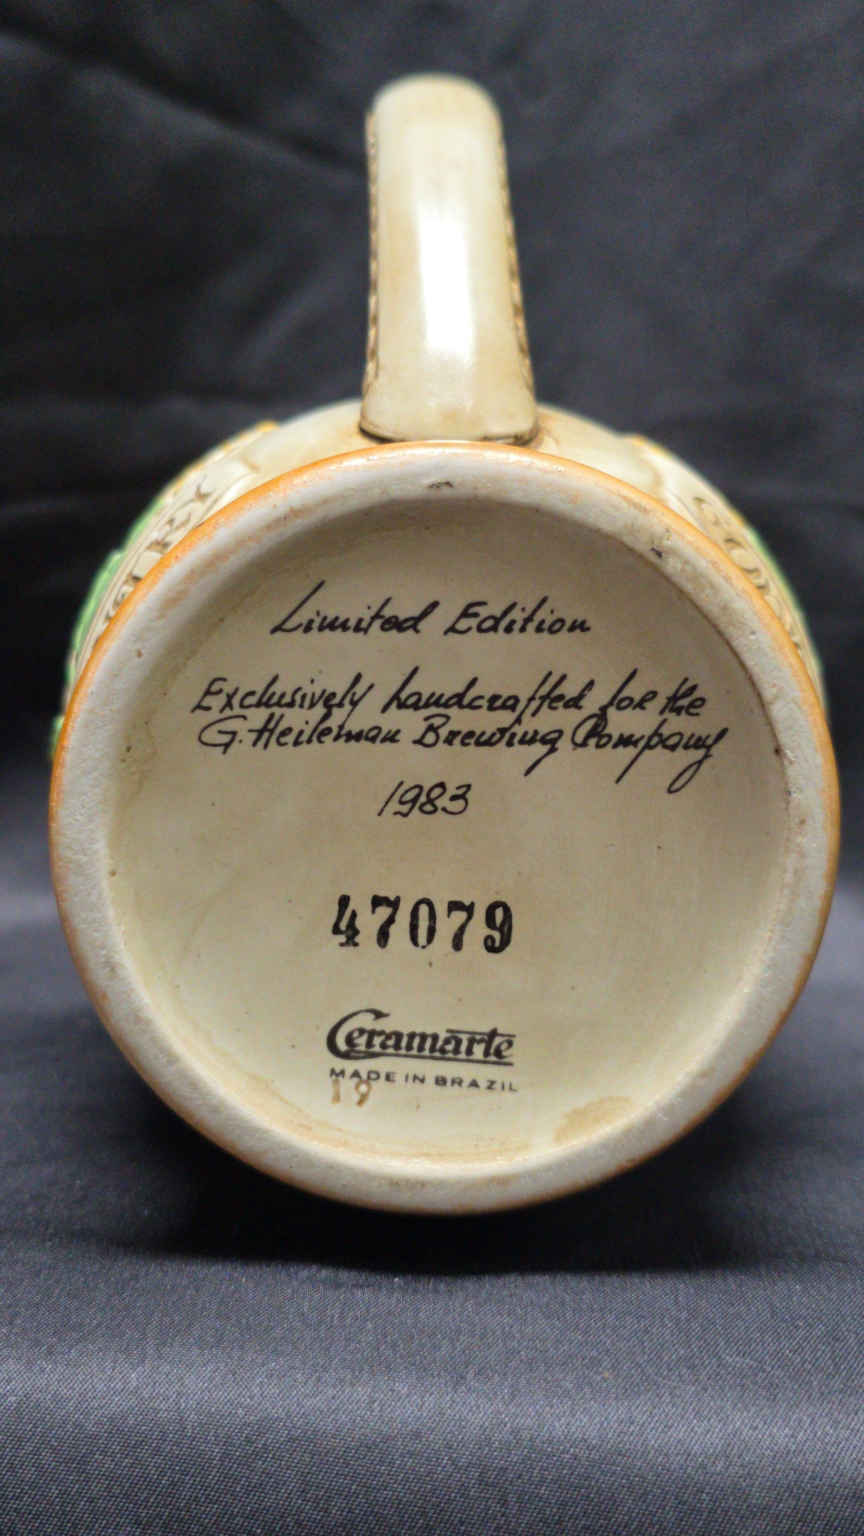 Limited Edition
Exclusively handcrafted for the
G. Heileman Brewing Company
1983
47079
Ceramarte
MADE IN BRAZIL
19